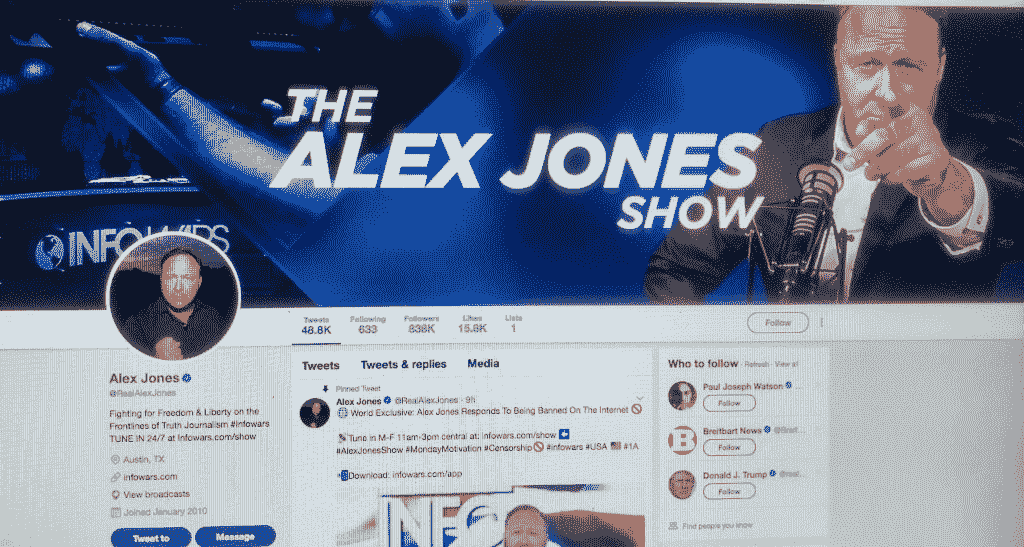 THE
ALEX JONES
SHOW
INFOWARS
Tweets
48.8K
Following
633
Followers
838K
Likes
15.8K
Lists
1
Follow
Alex Jones
@RealAlexJones
Fighting for Freedom & Liberty on the
Frontlines of Truth Journalism #Infowars
TUNE IN 24/7 at Infowars.com/show
Austin, TX
infowars.com
View broadcasts
Joined January 2010
Tweet to
Message
Tweets Tweets & replies Media
Pinned Tweet
Alex Jones @RealAlexJones · 9h
World Exclusive: Alex Jones Responds To Being Banned On The Internet
Tune in M-F 11am-3pm central at: infowars.com/show
#AlexJonesShow #MondayMotivation #Censorship #infowars #USA #1A
Download: infowars.com/app
INFO
Who to follow · Refresh · View all
Paul Joseph Watson
Follow
Breitbart News @Breit...
Follow
Donald J. Trump @real...
Follow
Find people you know